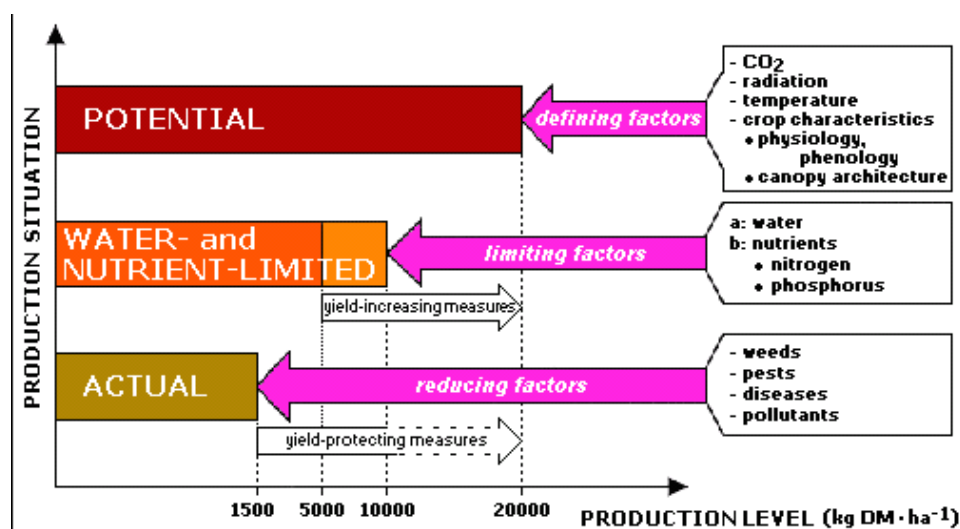 PRODUCTION SITUATION
POTENTIAL
defining factors
- CO2
- radiation
- temperature
- crop characteristics
• physiology,
phenology
• canopy architecture
WATER- and
NUTRIENT-LIMITED
limiting factors
a: water
b: nutrients
• nitrogen
• phosphorus
yield-increasing measures
ACTUAL
reducing factors
- weeds
- pests
- diseases
- pollutants
yield-protecting measures
1500 5000 10000 20000
PRODUCTION LEVEL (kg DM·ha-1)